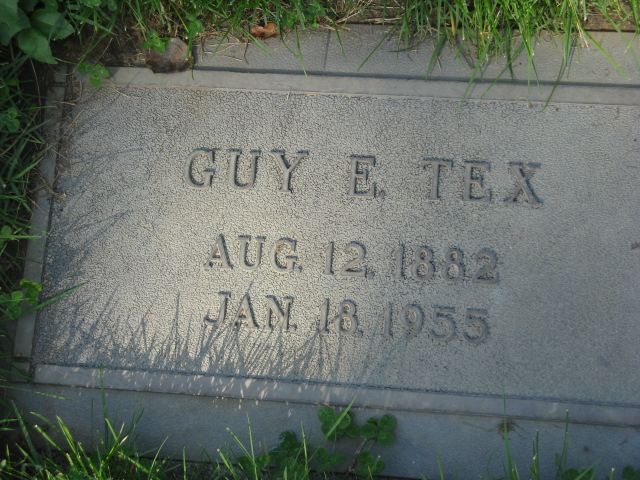 GUY E. TEX
AUG. 12, 1882
JAN. 18, 1955